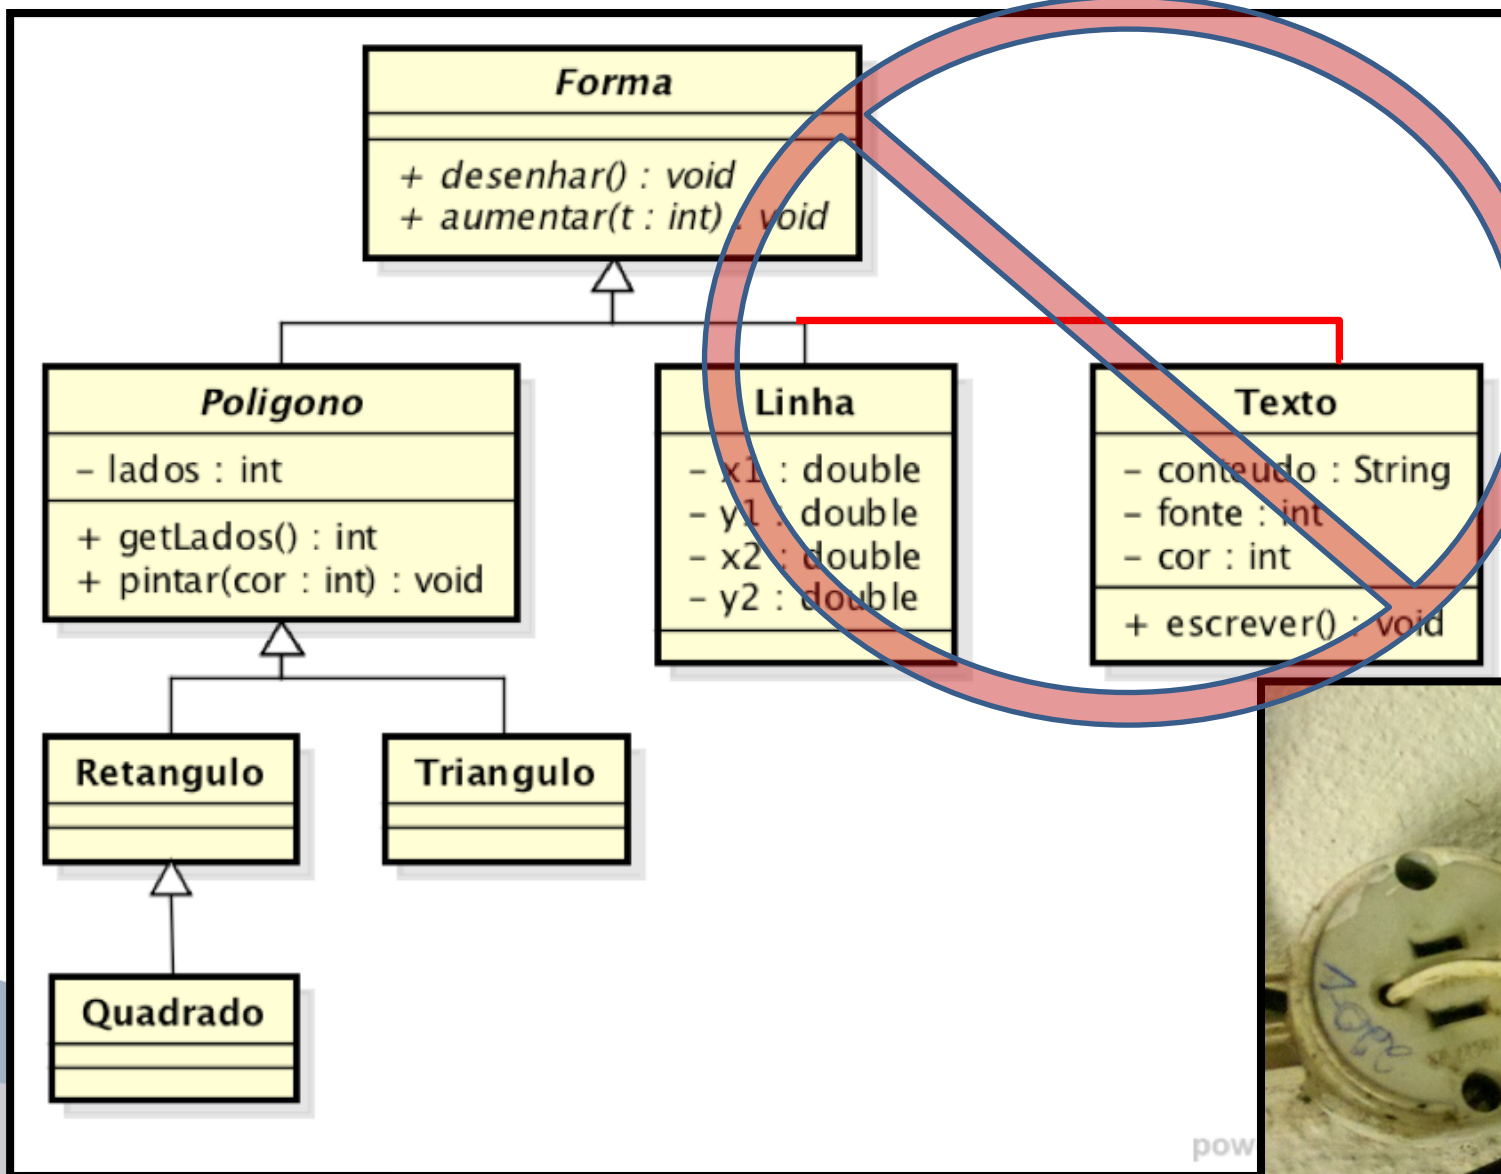 Forma
+ desenhar() : void
+ aumentar(t : int) : void
Poligono
- lados : int
+ getLados() : int
+ pintar(cor : int) : void
Linha
- x1 : double
- y1 : double
- x2 : double
- y2 : double
Texto
- conteudo : String
- fonte : int
- cor : int
+ escrever() : void
Retangulo
Triangulo
Quadrado
pow